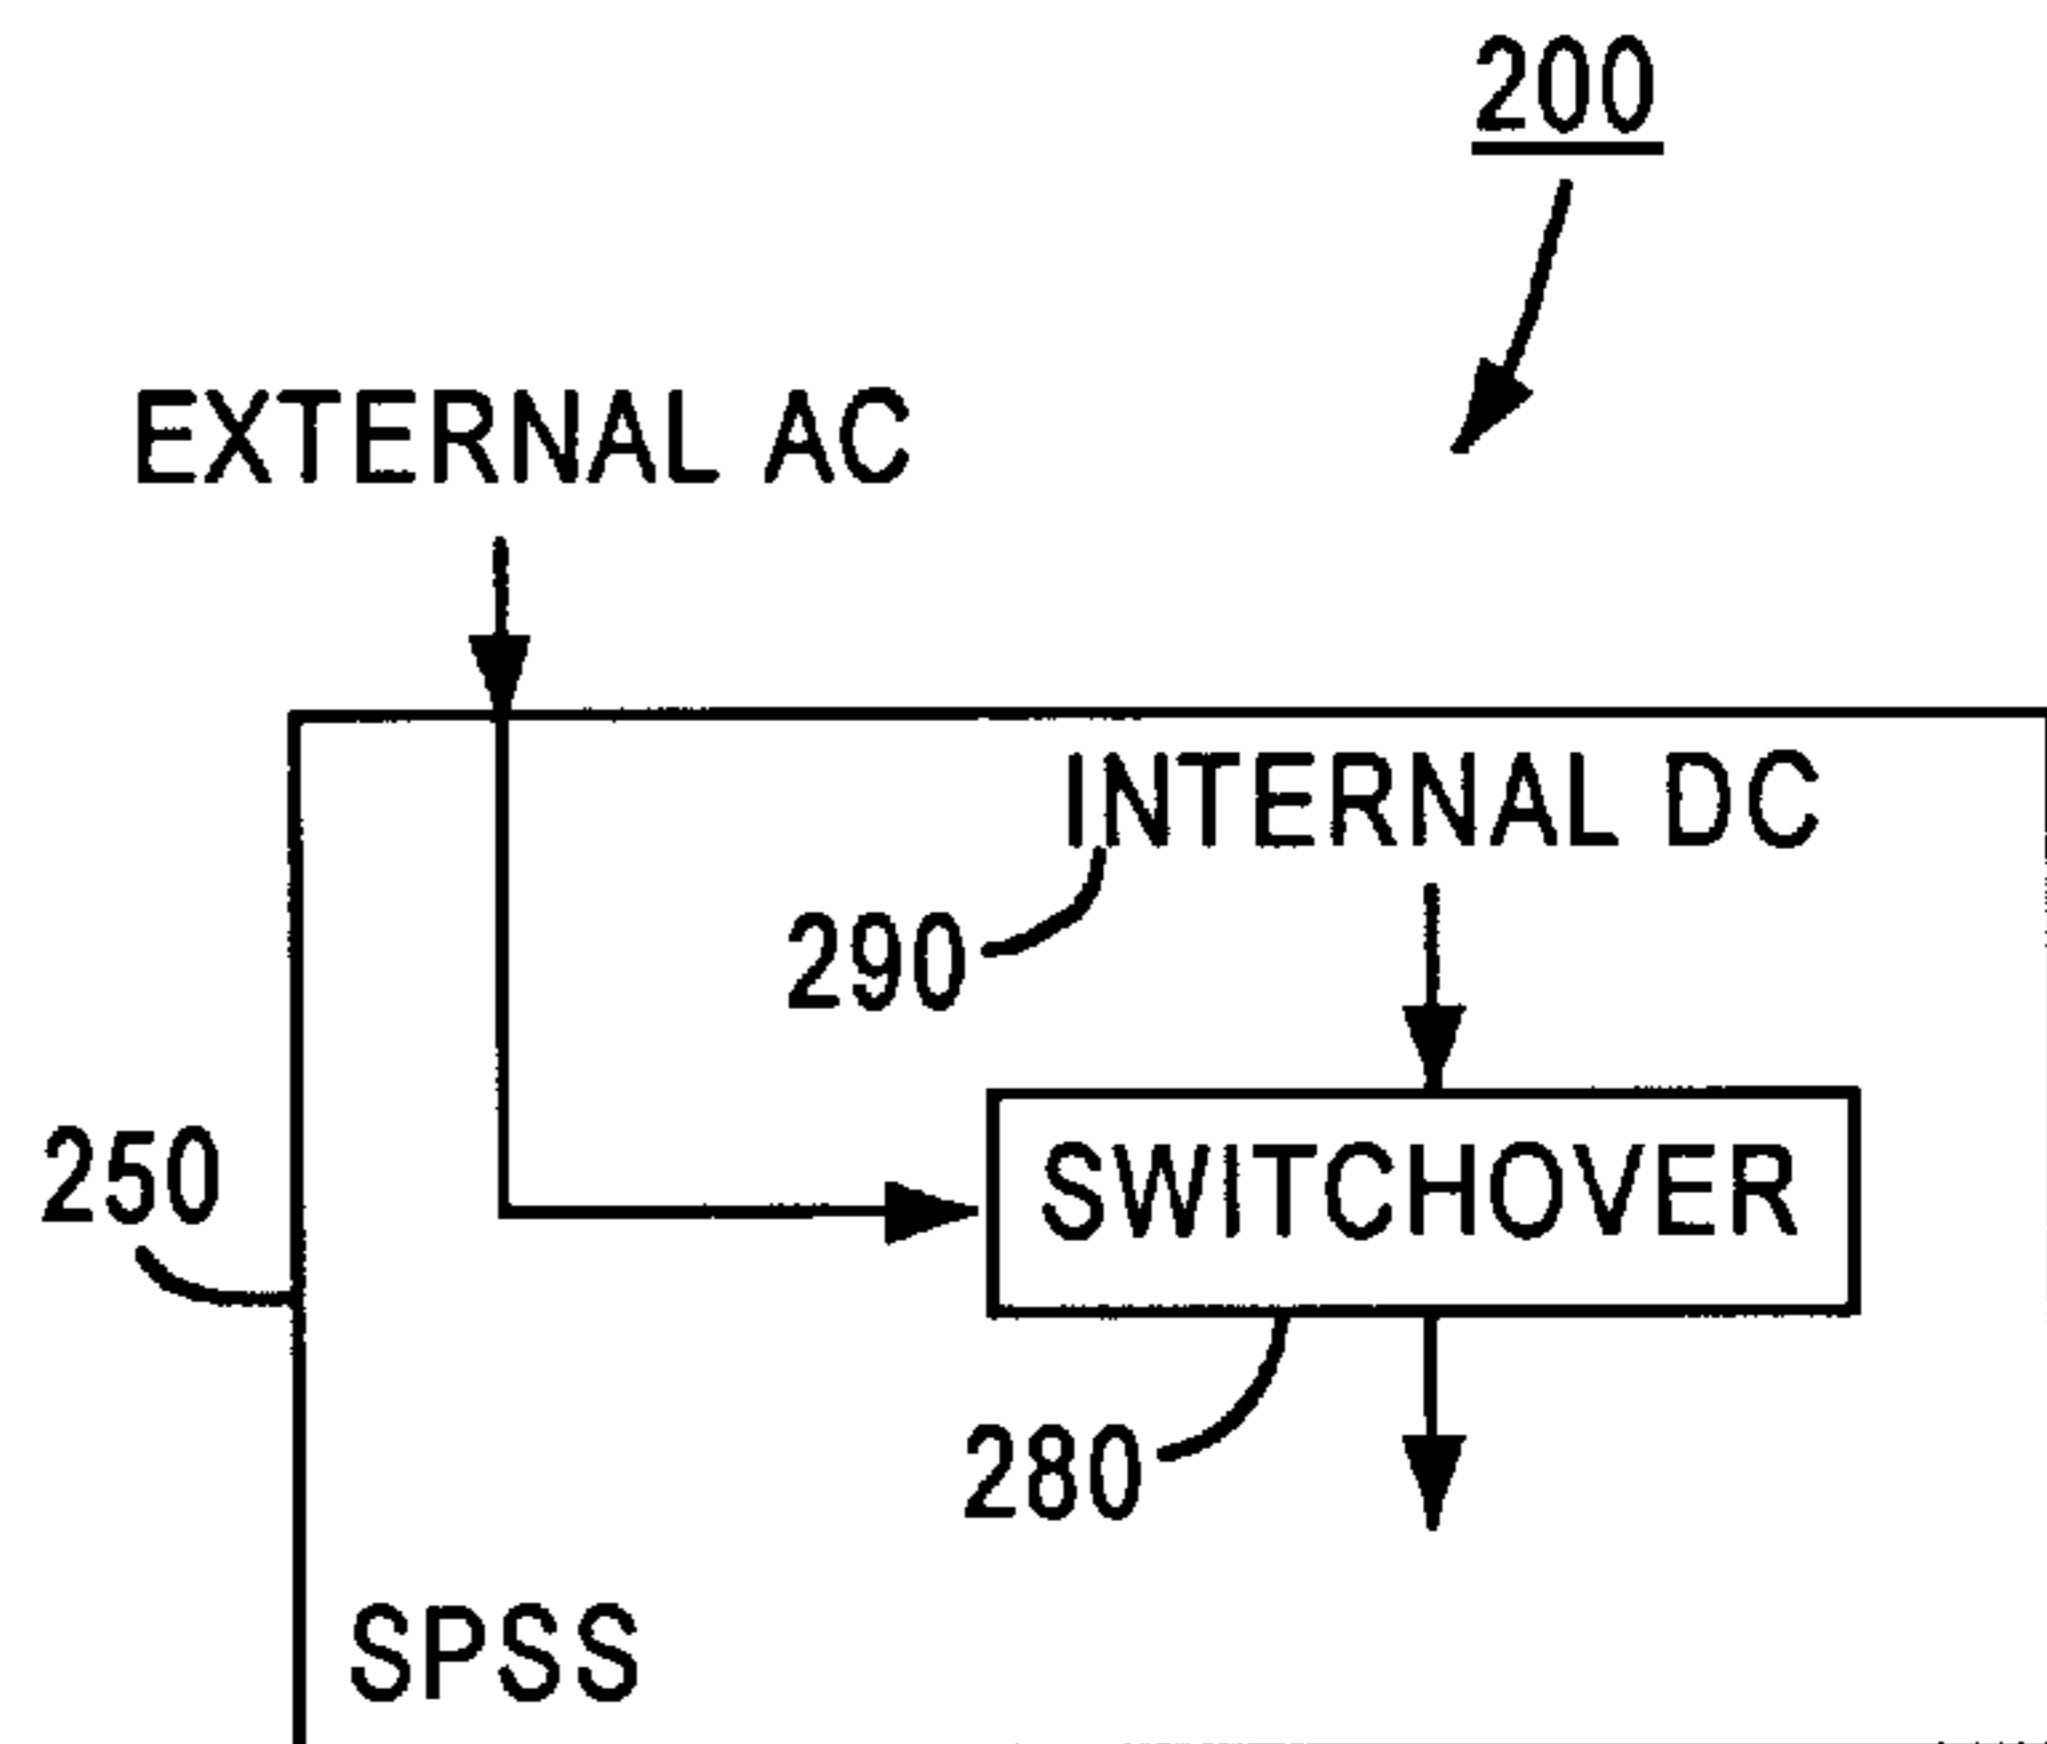 200
EXTERNAL AC
INTERNAL DC
290
250
SWITCHOVER
280
SPSS